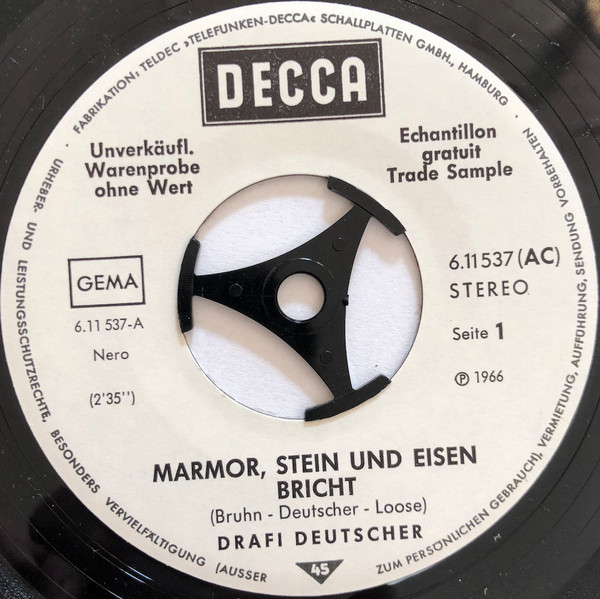 FABRIKATION: TELDEC »TELEFUNKEN-DECCA« SCHALLPLATTEN GMBH., HAMBURG ·
URHEBER- UND LEISTUNGSSCHUTZRECHTE, BESONDERS VERVIELFÄLTIGUNG (AUSSER ZUM PERSÖNLICHEN GEBRAUCH), VERMIETUNG, AUFFÜHRUNG, SENDUNG VORBEHALTEN ·
DECCA
Unverkäufl.
Warenprobe
ohne Wert
Echantillon
gratuit
Trade Sample
GEMA
6.11 537-A
Nero
(2'35'')
6.11537 (AC)
STEREO
Seite 1
℗ 1966
MARMOR, STEIN UND EISEN
BRICHT
(Bruhn - Deutscher - Loose)
DRAFI DEUTSCHER
45